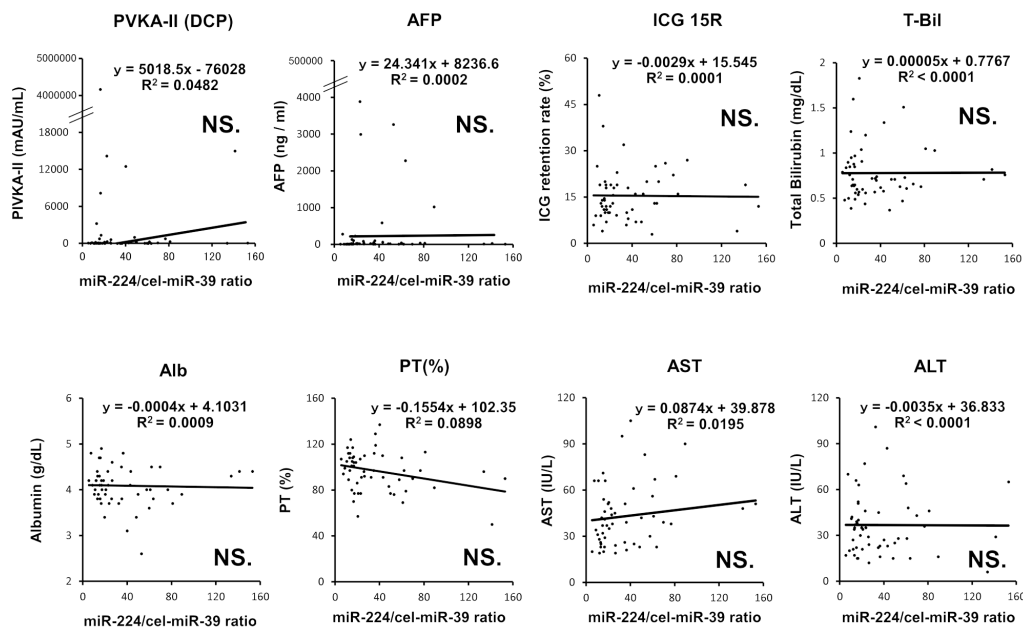 PVKA-II (DCP)
5000000
4000000
18000
12000
6000
0
0
40
80
120
160
PIVKA-II (mAU/mL)
y = 5018.5x - 76028
R2 = 0.0482
NS.
miR-224/cel-miR-39 ratio
AFP
500000
4000
3000
2000
1000
0
0
40
80
120
160
AFP (ng / ml)
y = 24.341x + 8236.6
R2 = 0.0002
NS.
miR-224/cel-miR-39 ratio
ICG 15R
60
45
30
15
0
0
40
80
120
160
ICG retention rate (%)
y = -0.0029x + 15.545
R2 = 0.0001
NS.
miR-224/cel-miR-39 ratio
T-Bil
2
1.5
1
0.5
0
0
40
80
120
160
Total Bilirubin (mg/dL)
y = 0.00005x + 0.7767
R2 < 0.0001
NS.
miR-224/cel-miR-39 ratio
Alb
6
5
4
3
2
0
40
80
120
160
Albumin (g/dL)
y = -0.0004x + 4.1031
R2 = 0.0009
NS.
miR-224/cel-miR-39 ratio
PT(%)
160
120
80
40
0
0
40
80
120
160
PT (%)
y = -0.1554x + 102.35
R2 = 0.0898
NS.
miR-224/cel-miR-39 ratio
AST
120
90
60
30
0
0
40
80
120
160
AST (IU/L)
y = 0.0874x + 39.878
R2 = 0.0195
NS.
miR-224/cel-miR-39 ratio
ALT
120
90
60
30
0
0
40
80
120
160
ALT (IU/L)
y = -0.0035x + 36.833
R2 < 0.0001
NS.
miR-224/cel-miR-39 ratio